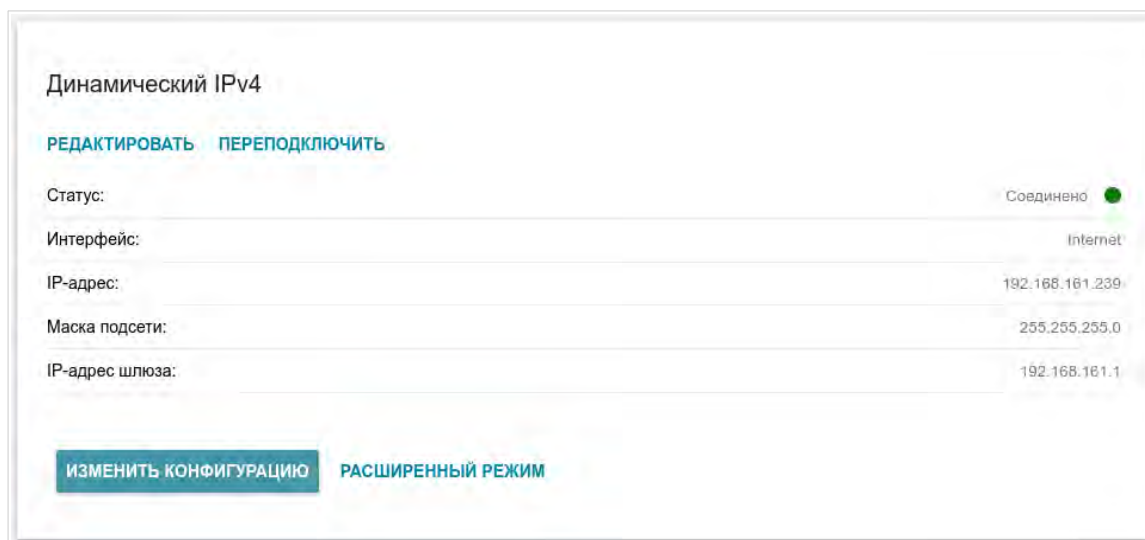 Динамический IPv4
РЕДАКТИРОВАТЬ ПЕРЕПОДКЛЮЧИТЬ
Статус: Соединено
Интерфейс: Internet
IP-адрес: 192.168.161.239
Маска подсети: 255.255.255.0
IP-адрес шлюза: 192.168.161.1
ИЗМЕНИТЬ КОНФИГУРАЦИЮ РАСШИРЕННЫЙ РЕЖИМ